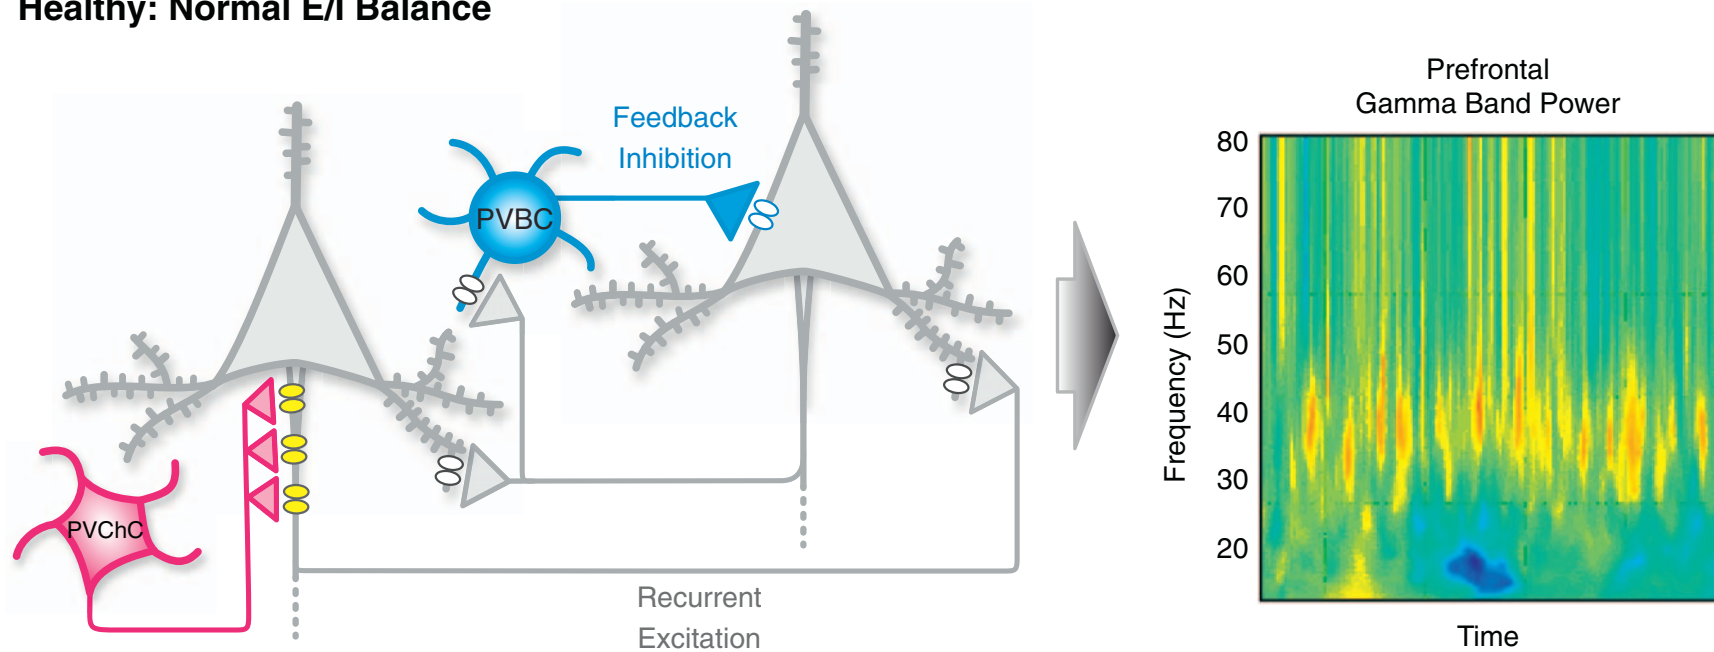 Healthy: Normal E/I Balance
Feedback
Inhibition
PVBC
PVChC
Recurrent
Excitation
Prefrontal
Gamma Band Power
Frequency (Hz)
80
70
60
50
40
30
20
Time